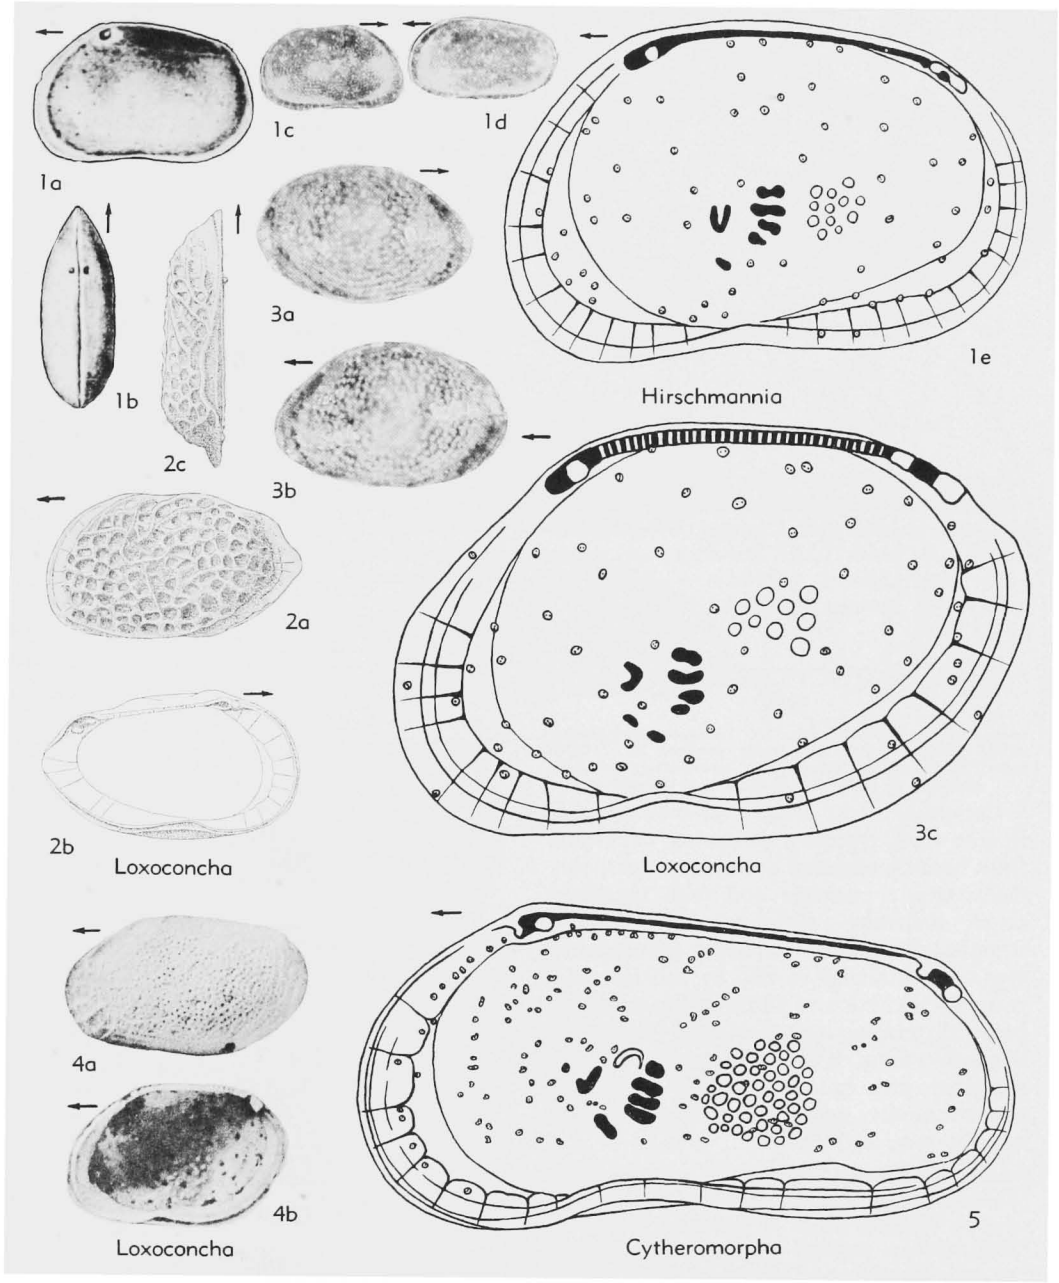 1a
1c
1d
1e
1b
2c
3a
Hirschmannia
3b
2a
2b
Loxoconcha
3c
Loxoconcha
4a
4b
Loxoconcha
5
Cytheromorpha